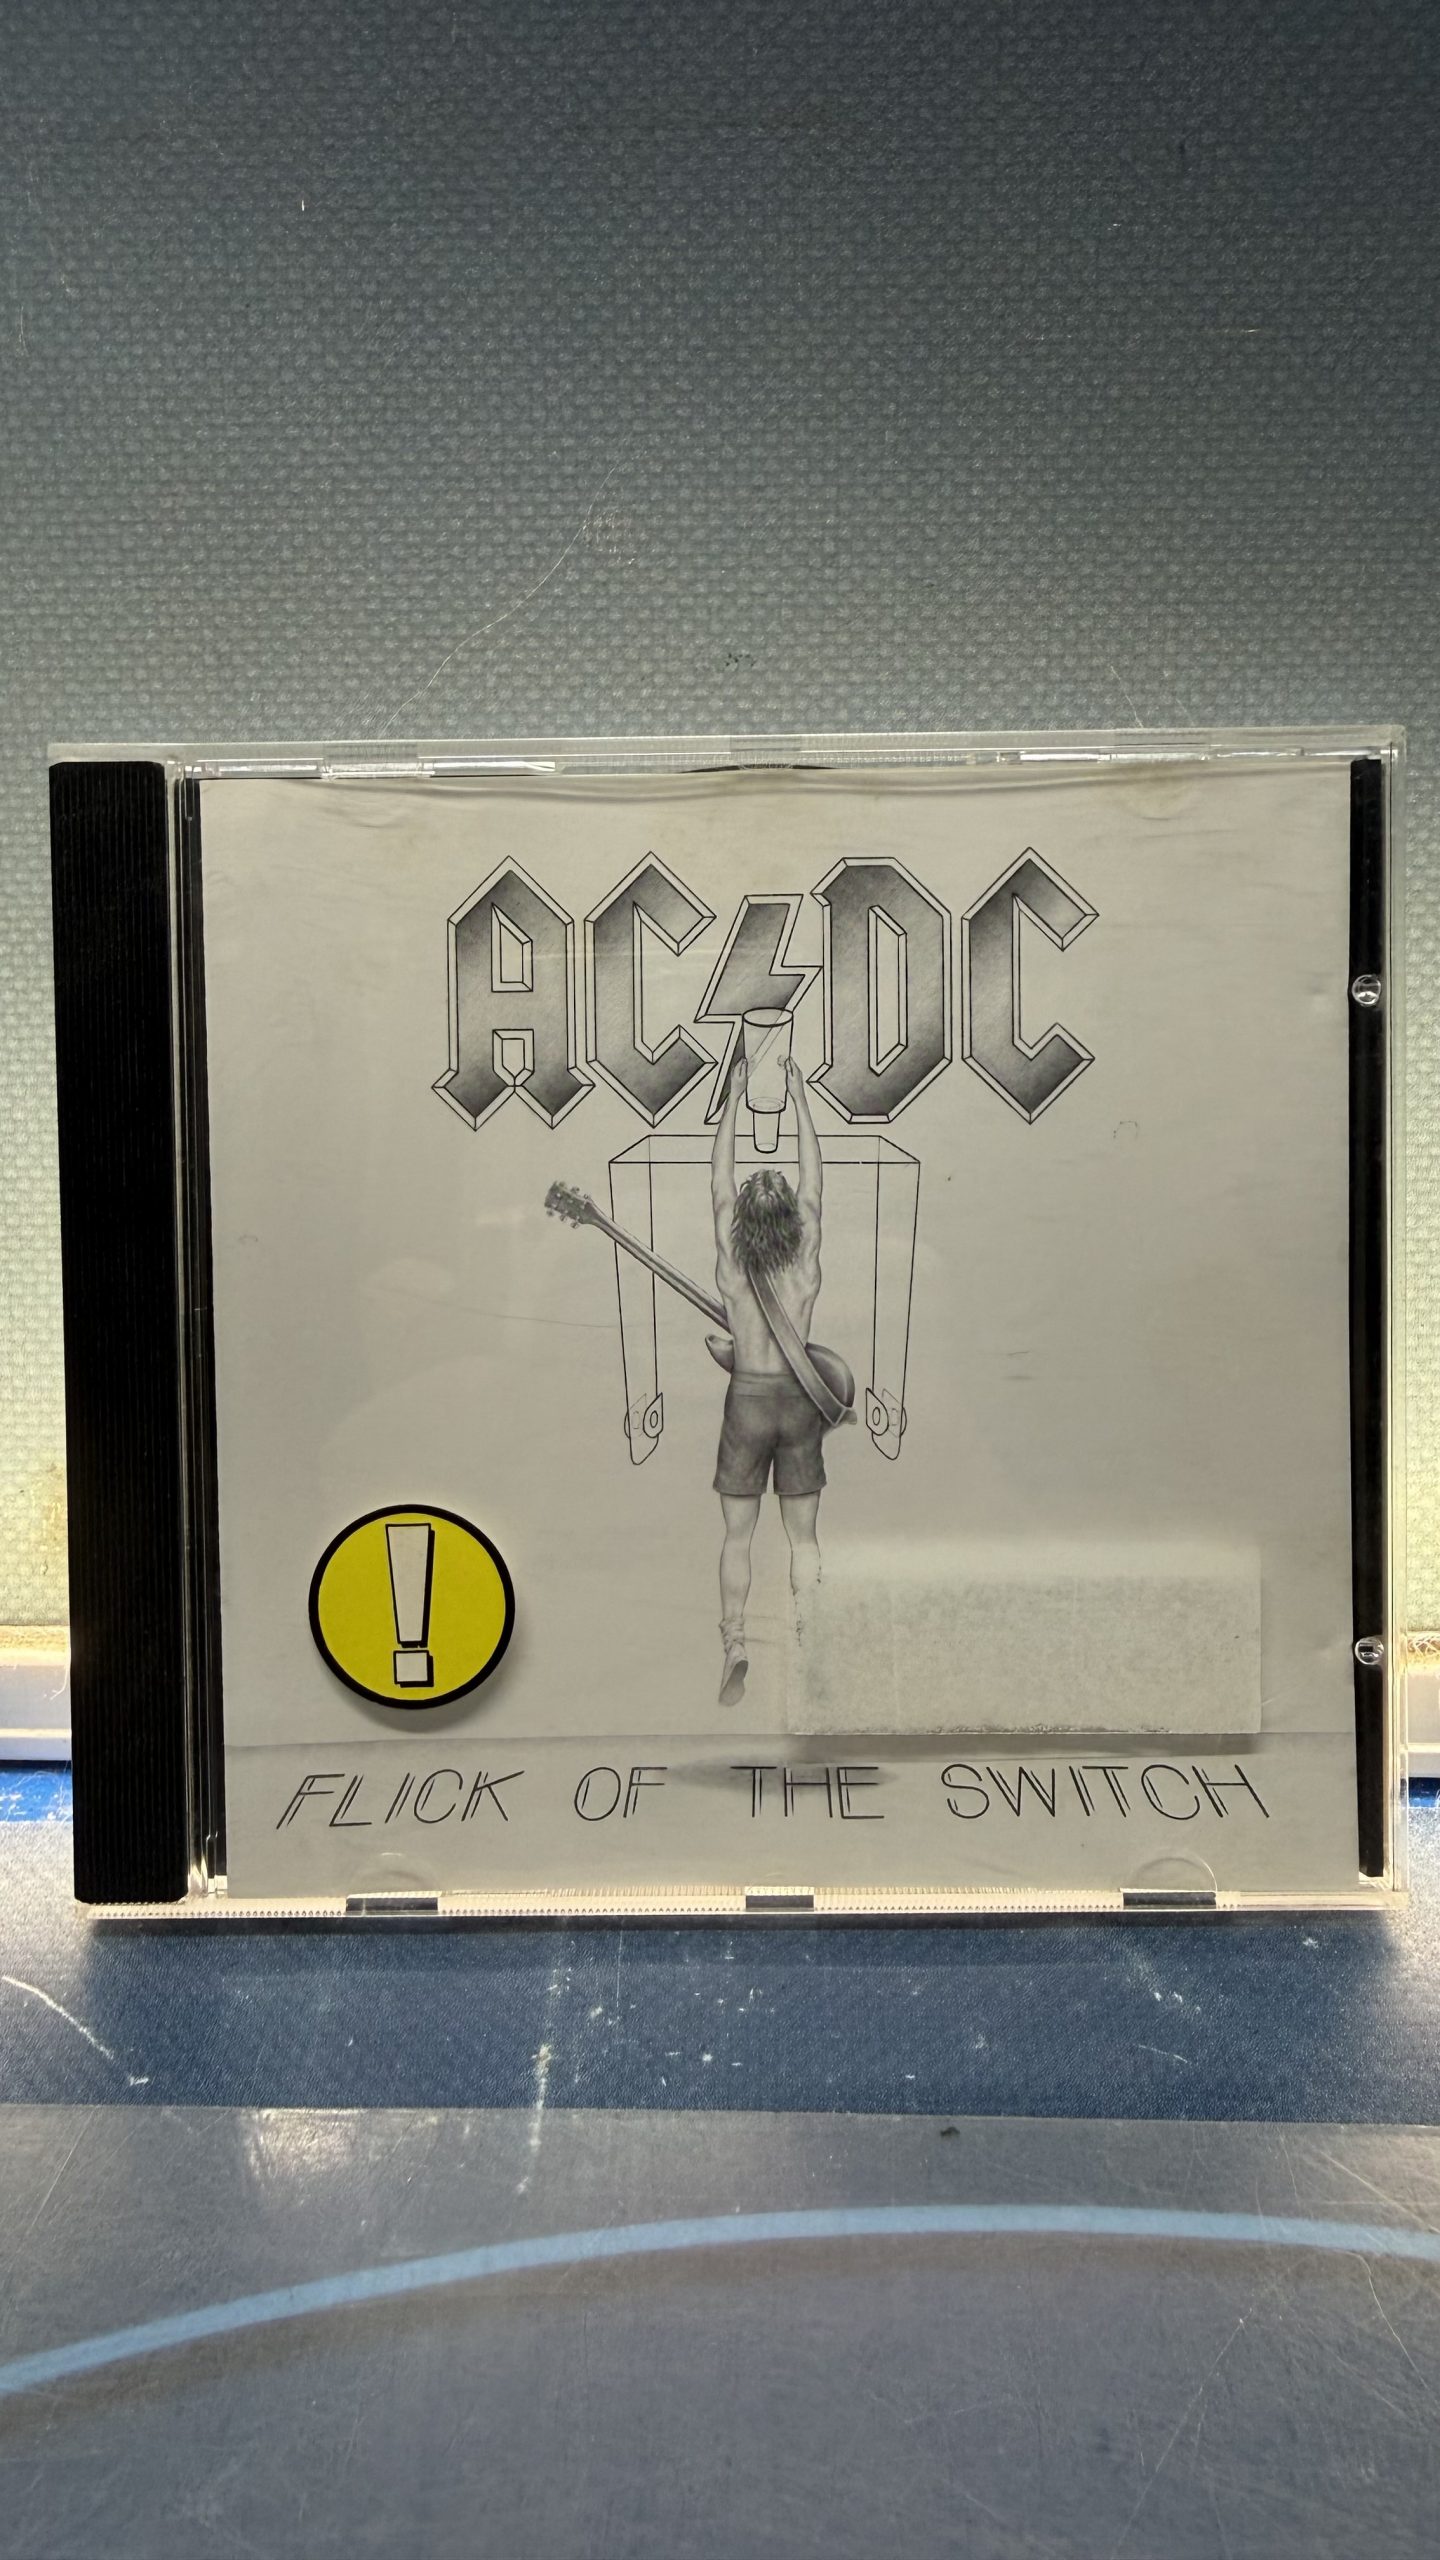 AC⚡DC
!
FLICK OF THE SWITCH